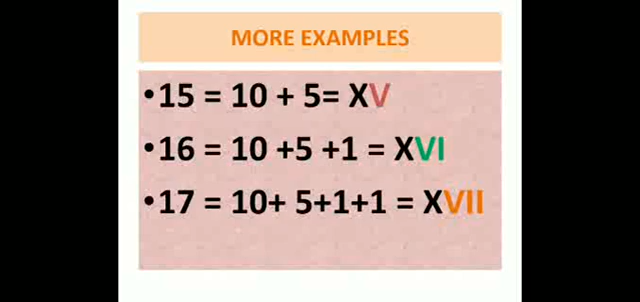 MORE EXAMPLES
•15 = 10 + 5= XV
•16 = 10 +5 +1 = XVI
•17 = 10+ 5+1+1 = XVII